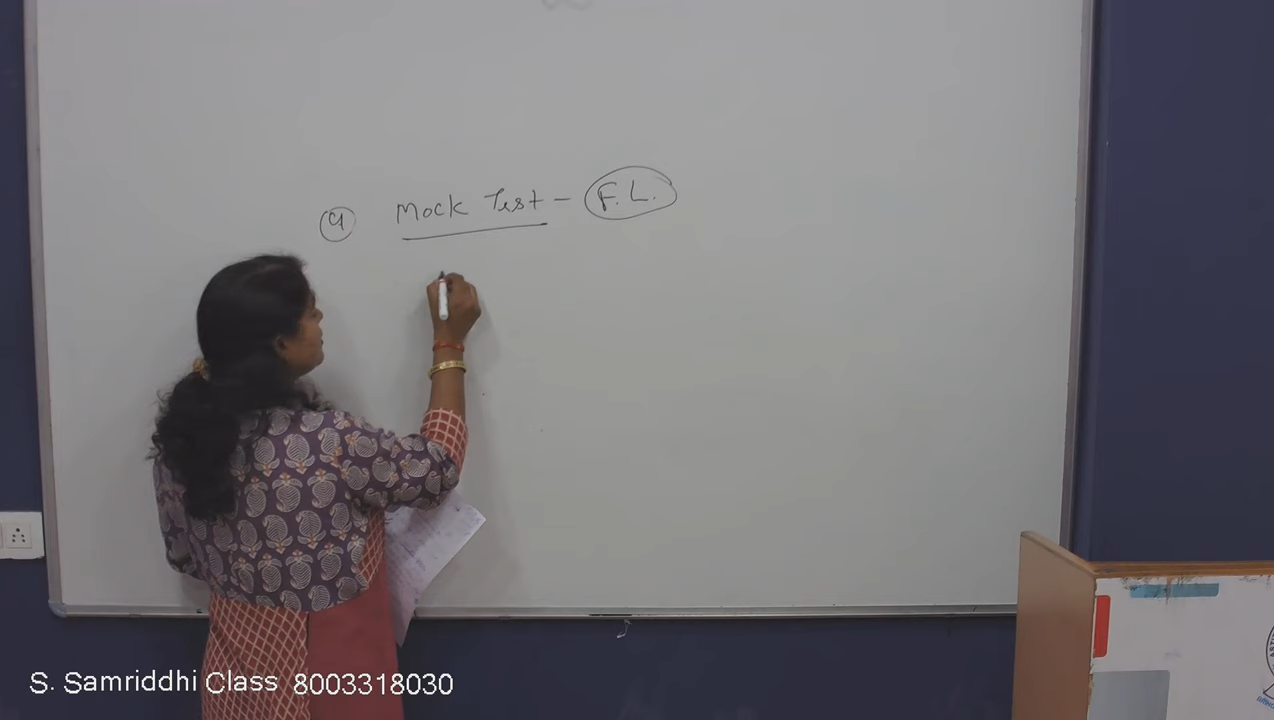 ④ Mock Test - F.L.
S. Samriddhi Class 8003318030